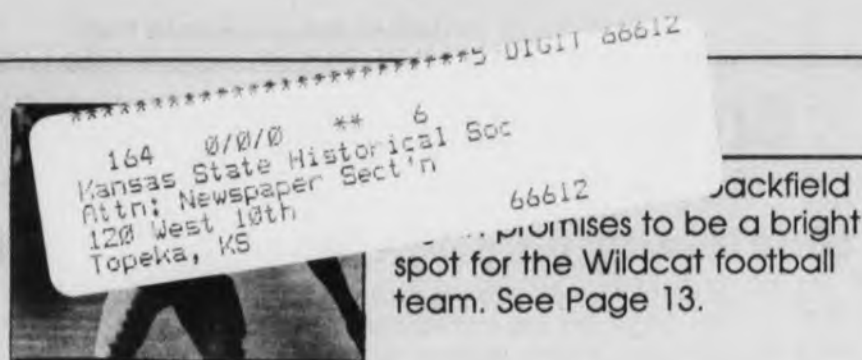 ************************5 DIGIT 66612
164 0/0/0 ** 6
Kansas State Historical Soc
Attn: Newspaper Sect'n
120 West 10th
Topeka, KS 66612
promises to be a bright
spot for the Wildcat football
team. See Page 13.